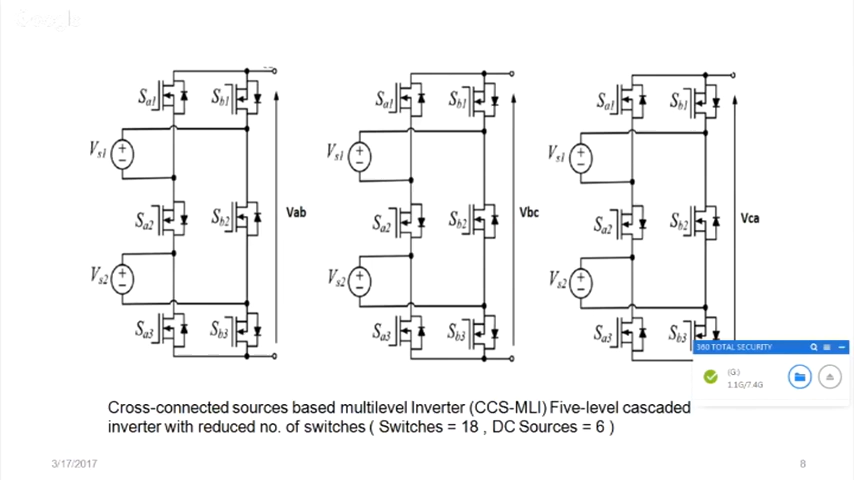 Sa1 Sb1 Sa1 Sb1 Sa1 Sb1
Vs1 Vs1 Vs1
Sa2 Sb2 Vab Sa2 Sb2 Vbc Sa2 Sb2 Vca
Vs2 Vs2 Vs2
Sa3 Sb3 Sa3 Sb3 Sa3 Sb3
360 TOTAL SECURITY
(G:)
1.1G/7.4G
Cross-connected sources based multilevel Inverter (CCS-MLI) Five-level cascaded
inverter with reduced no. of switches ( Switches = 18 , DC Sources = 6 )
3/17/2017 8